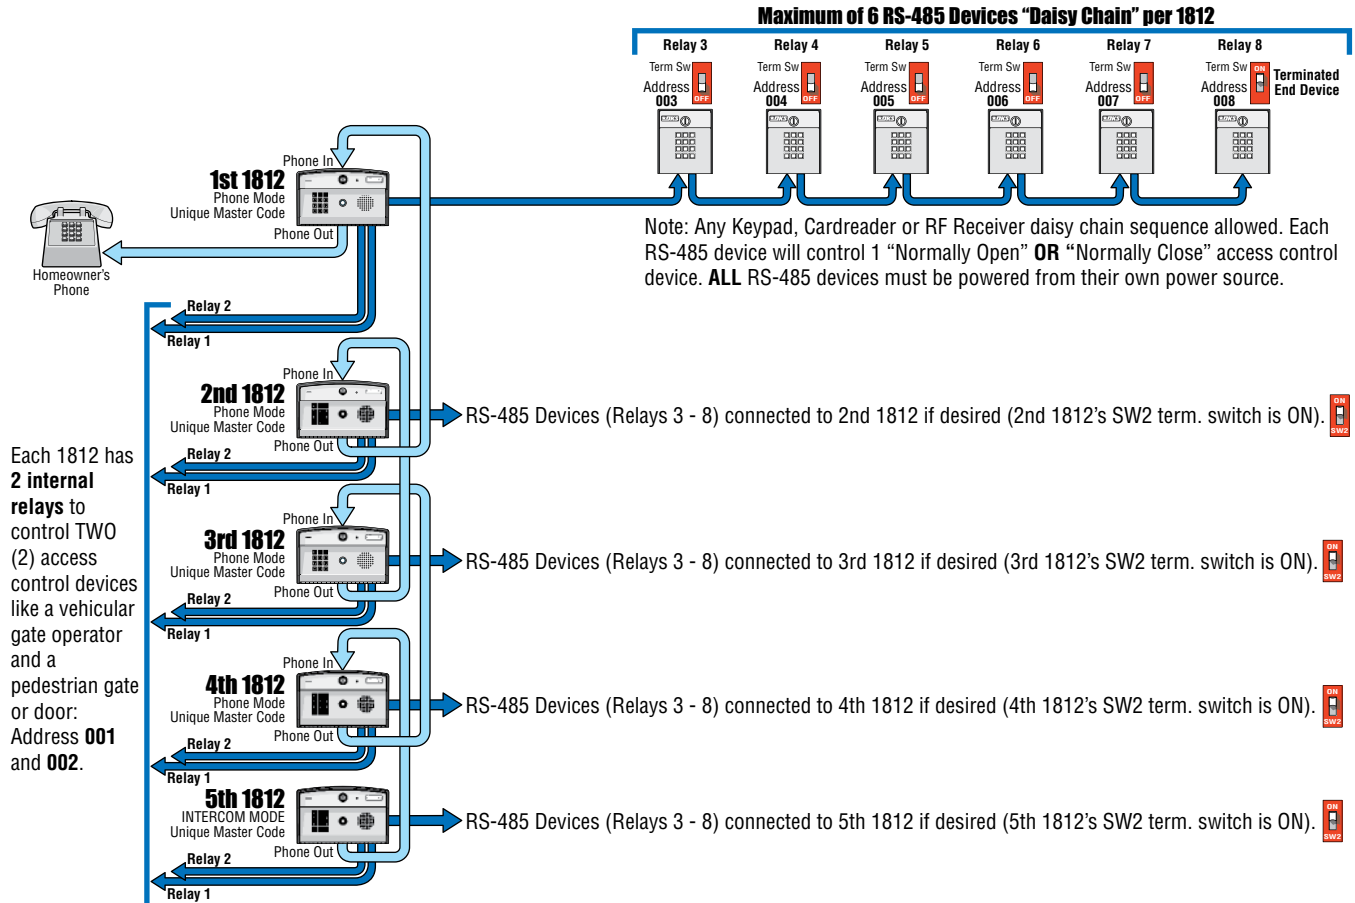 Maximum of 6 RS-485 Devices “Daisy Chain” per 1812
Relay 3
Relay 4
Relay 5
Relay 6
Relay 7
Relay 8
Term Sw
Address
003
OFF
Term Sw
Address
004
OFF
Term Sw
Address
005
OFF
Term Sw
Address
006
OFF
Term Sw
Address
007
OFF
Term Sw
Address
008
ON
Terminated
End Device
Note: Any Keypad, Cardreader or RF Receiver daisy chain sequence allowed. Each
RS-485 device will control 1 “Normally Open” OR “Normally Close” access control
device. ALL RS-485 devices must be powered from their own power source.
Phone In
1st 1812
Phone Mode
Unique Master Code
Phone Out
Homeowner's
Phone
Relay 2
Relay 1
Phone In
2nd 1812
Phone Mode
Unique Master Code
Phone Out
Relay 2
Relay 1
RS-485 Devices (Relays 3 - 8) connected to 2nd 1812 if desired (2nd 1812's SW2 term. switch is ON).
ON
SW2
Each 1812 has
2 internal
relays to
control TWO
(2) access
control devices
like a vehicular
gate operator
and a
pedestrian gate
or door:
Address 001
and 002.
Phone In
3rd 1812
Phone Mode
Unique Master Code
Phone Out
Relay 2
Relay 1
RS-485 Devices (Relays 3 - 8) connected to 3rd 1812 if desired (3rd 1812's SW2 term. switch is ON).
ON
SW2
Phone In
4th 1812
Phone Mode
Unique Master Code
Phone Out
Relay 2
Relay 1
RS-485 Devices (Relays 3 - 8) connected to 4th 1812 if desired (4th 1812's SW2 term. switch is ON).
ON
SW2
5th 1812
INTERCOM MODE
Unique Master Code
Phone Out
Relay 2
Relay 1
RS-485 Devices (Relays 3 - 8) connected to 5th 1812 if desired (5th 1812's SW2 term. switch is ON).
ON
SW2